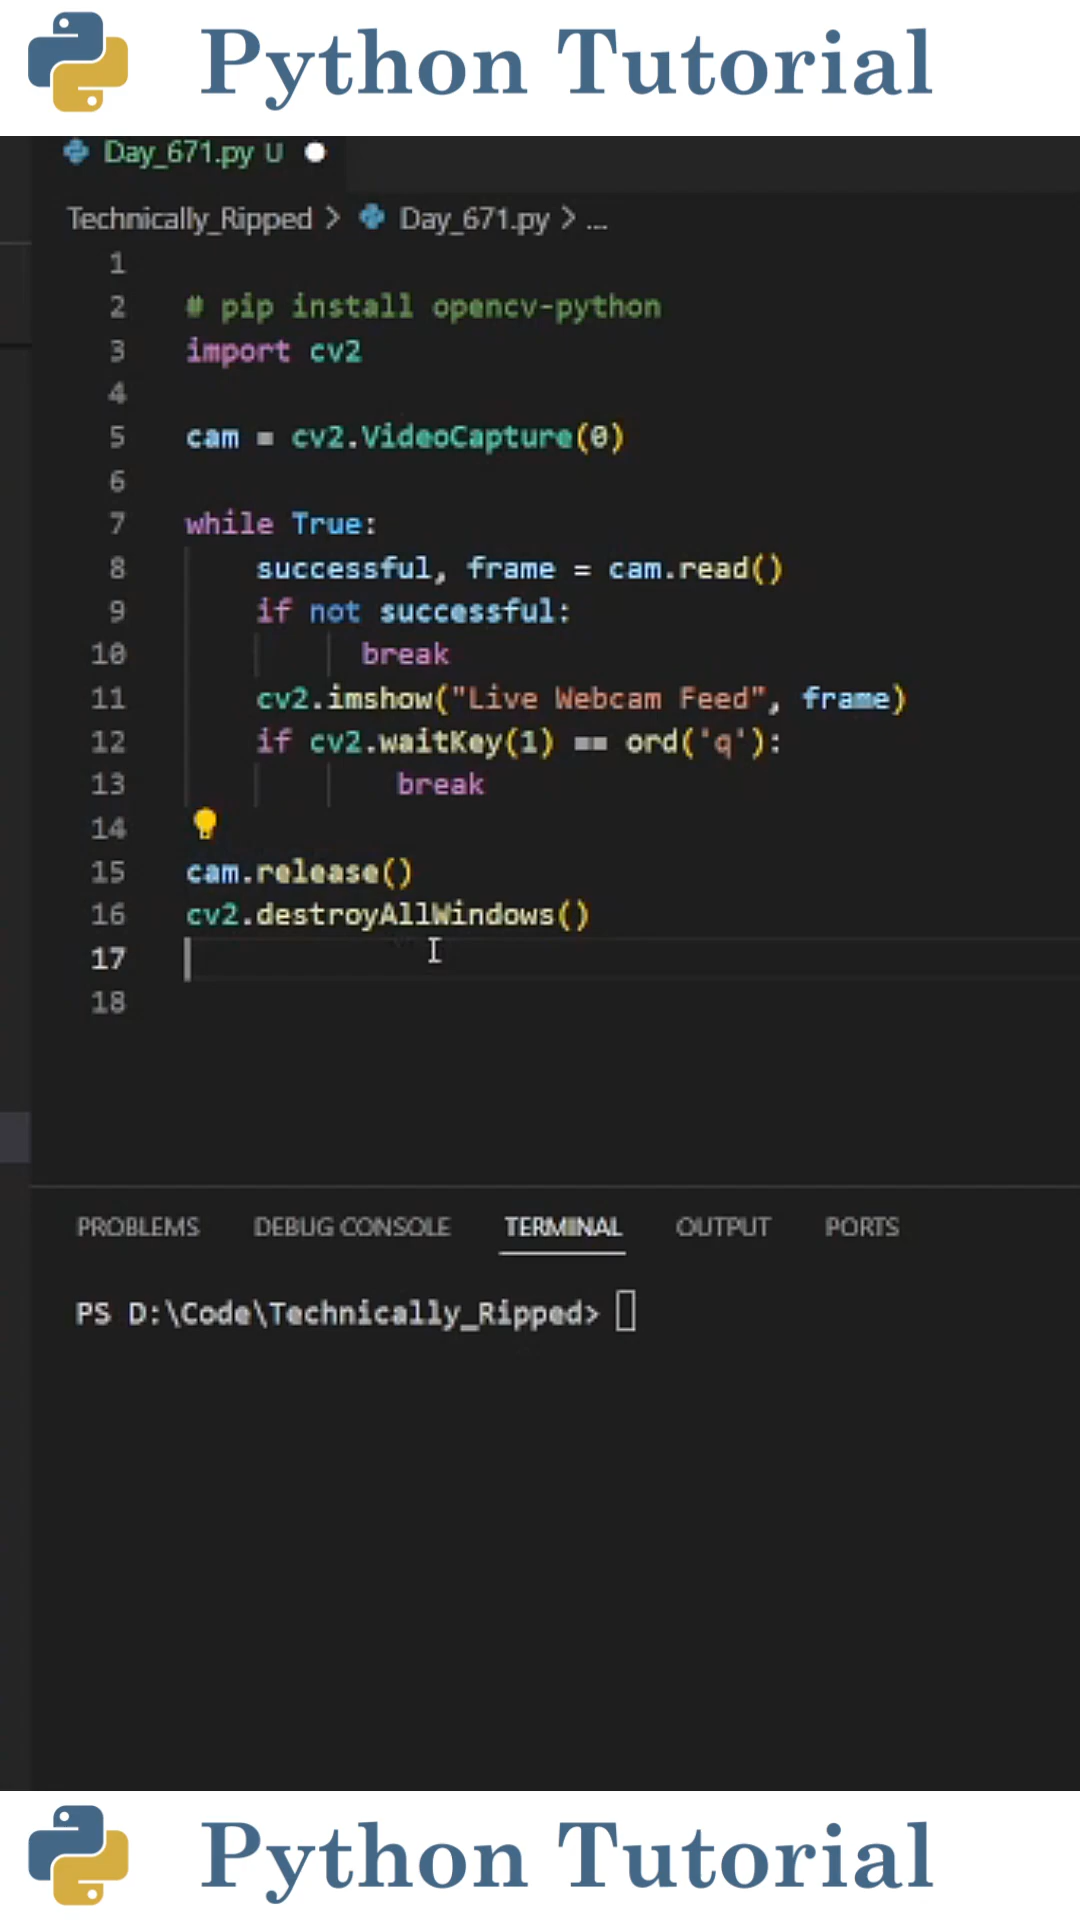 Python Tutorial
Day_671.py U
Technically_Ripped > Day_671.py > ...
1
2 # pip install opencv-python
3 import cv2
4
5 cam = cv2.VideoCapture(0)
6
7 while True:
8 successful, frame = cam.read()
9 if not successful:
10 break
11 cv2.imshow("Live Webcam Feed", frame)
12 if cv2.waitKey(1) == ord('q'):
13 break
14
15 cam.release()
16 cv2.destroyAllWindows()
17
18
PROBLEMS DEBUG CONSOLE TERMINAL OUTPUT PORTS
PS D:\Code\Technically_Ripped>
Python Tutorial